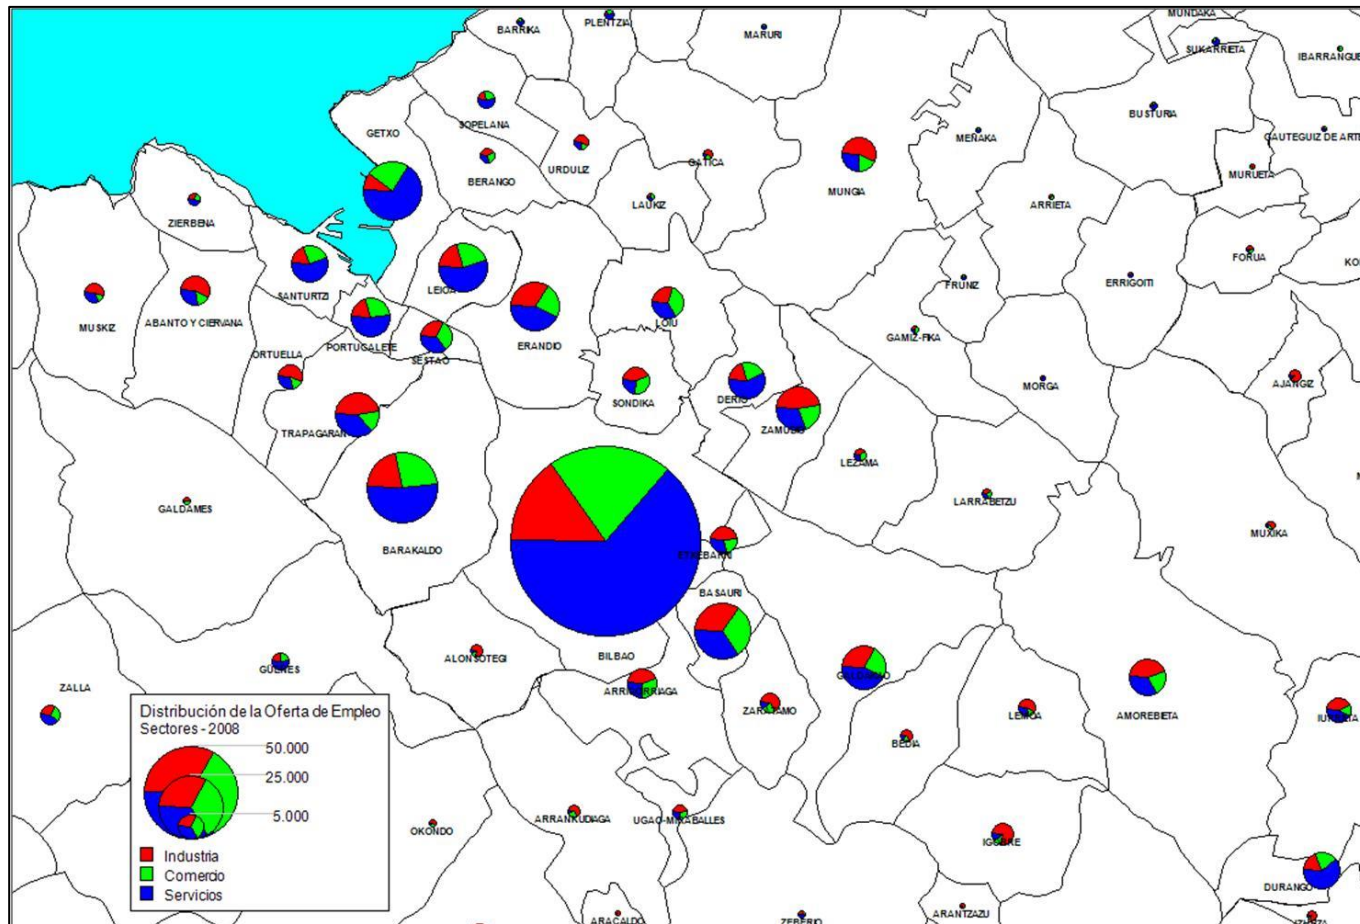 MUNDAKA
PLENTZIA
BARRIKA
MARURI
SUKARRIETA
IBARRANGUE
BUSTURIA
SOPELANA
GETXO
MEÑAKA
GAUTEGUIZ DE ARTE
URDULIZ
GATICA
MURUETA
BERANGO
MUNGIA
LAUKIZ
ARRIETA
ZIERBENA
FORUA
KO
ERRIGOITI
FRUNIZ
LEIOA
SANTURTZI
ABANTO Y CIERVANA
LOIU
MUSKIZ
GAMIZ-FIKA
PORTUGALETE
ERANDIO
ORTUELLA
SESTAO
MORGA
AJANGIZ
DERIO
SONDIKA
ZAMUDIO
TRAPAGARAN
LEZAMA
LARRABETZU
GALDAMES
MUXIKA
BARAKALDO
ETXEBARRI
BASAURI
BILBAO
ALONSOTEGI
GÜEÑES
GALDAKAO
ZALLA
ARRIGORRIAGA
ZARATAMO
LEMOA
AMOREBIETA
IURRETA
BEDIA
Distribución de la Oferta de Empleo
Sectores - 2008
50.000
25.000
5.000
Industria
Comercio
Servicios
ARRANKUDIAGA
UGAO-MIRABALLES
OKONDO
IGORRE
DURANGO
ARACALDO
ZEBERIO
ARANTZAZU